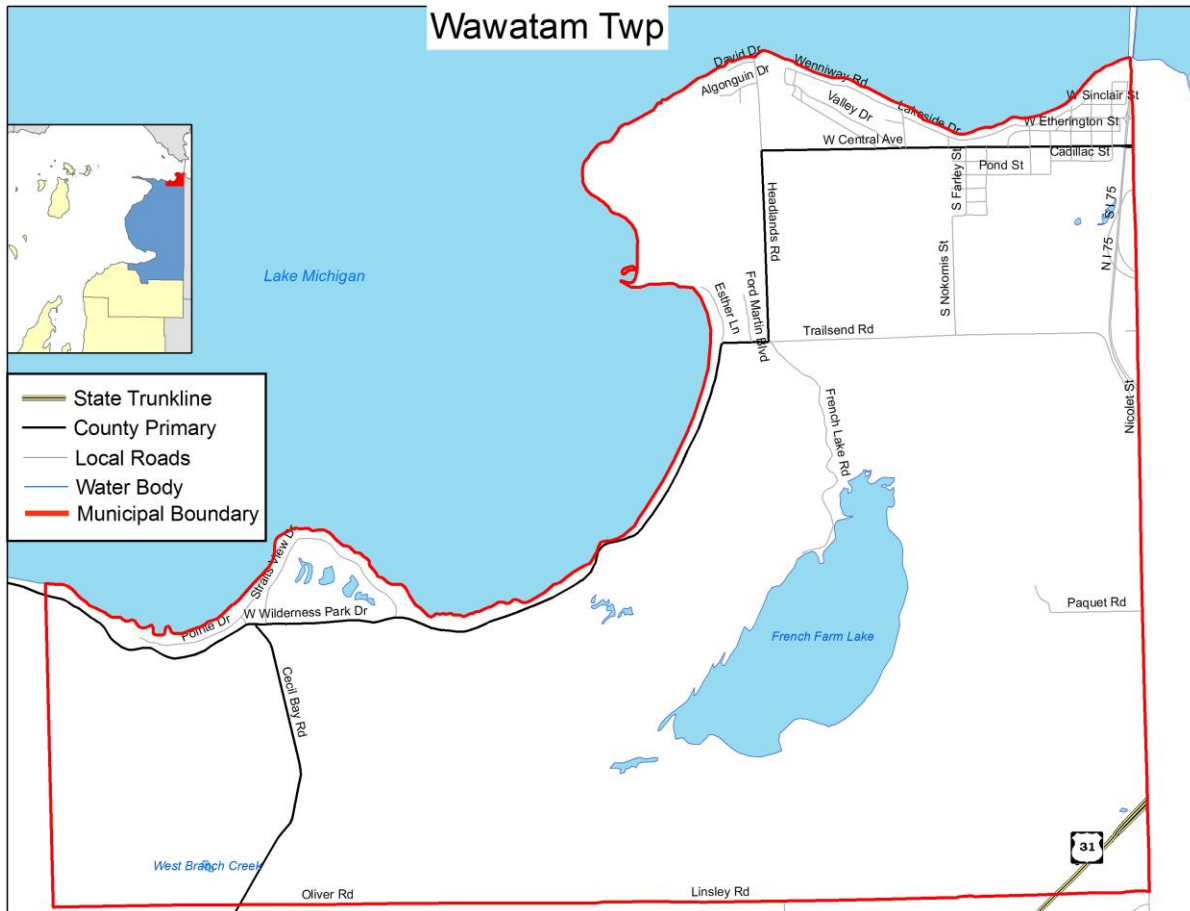 Wawatam Twp
David Dr
Algonguin Dr
Wenniway Rd
Valley Dr
Lakeside Dr
W Sinclair St
W Etherington St
W Central Ave
Cadillac St
Pond St
S Farley St
Headlands Rd
S I 75
N I 75
S Nokomis St
Lake Michigan
Esther Ln
Ford Martin Blvd
Trailsend Rd
Nicolet St
State Trunkline
County Primary
Local Roads
Water Body
Municipal Boundary
French Lake Rd
Straits View Dr
Pointe Dr
W Wilderness Park Dr
Paquet Rd
French Farm Lake
Cecil Bay Rd
31
West Branch Creek
Oliver Rd
Linsley Rd